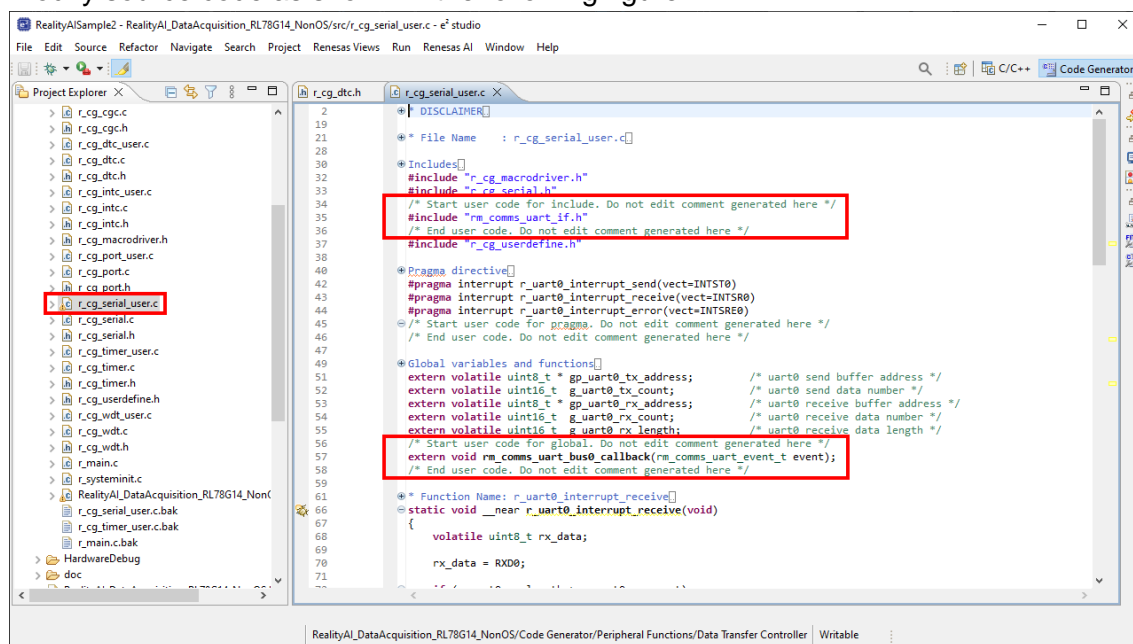 RealityAISample2 - RealityAI_DataAcquisition_RL78G14_NonOS/src/r_cg_serial_user.c - e² studio
File Edit Source Refactor Navigate Search Project Renesas Views Run Renesas AI Window Help
C/C++ Code Generator
Project Explorer
r_cg_dtc.h r_cg_serial_user.c
r_cg_cgc.c
r_cg_cgc.h
r_cg_dtc_user.c
r_cg_dtc.c
r_cg_dtc.h
r_cg_intc_user.c
r_cg_intc.c
r_cg_intc.h
r_cg_macrodriver.h
r_cg_port_user.c
r_cg_port.c
r_cg_port.h
r_cg_serial_user.c
r_cg_serial.c
r_cg_serial.h
r_cg_timer_user.c
r_cg_timer.c
r_cg_timer.h
r_cg_userdefine.h
r_cg_wdt_user.c
r_cg_wdt.c
r_cg_wdt.h
r_main.c
r_systeminit.c
RealityAI_DataAcquisition_RL78G14_Non(
r_cg_serial_user.c.bak
r_cg_timer_user.c.bak
r_main.c.bak
HardwareDebug
doc
2 * DISCLAIMER
19
21 * File Name : r_cg_serial_user.c
28
30 Includes
32 #include "r_cg_macrodriver.h"
33 #include "r_cg_serial.h"
34 /* Start user code for include. Do not edit comment generated here */
35 #include "rm_comms_uart_if.h"
36 /* End user code. Do not edit comment generated here */
37 #include "r_cg_userdefine.h"
38
40 Pragma directive
42 #pragma interrupt r_uart0_interrupt_send(vect=INTST0)
43 #pragma interrupt r_uart0_interrupt_receive(vect=INTSR0)
44 #pragma interrupt r_uart0_interrupt_error(vect=INTSRE0)
45 /* Start user code for pragma. Do not edit comment generated here */
46 /* End user code. Do not edit comment generated here */
47
49 Global variables and functions
51 extern volatile uint8_t * gp_uart0_tx_address; /* uart0 send buffer address */
52 extern volatile uint16_t g_uart0_tx_count; /* uart0 send data number */
53 extern volatile uint8_t * gp_uart0_rx_address; /* uart0 receive buffer address */
54 extern volatile uint16_t g_uart0_rx_count; /* uart0 receive data number */
55 extern volatile uint16_t g_uart0_rx_length; /* uart0 receive data length */
56 /* Start user code for global. Do not edit comment generated here */
57 extern void rm_comms_uart_bus0_callback(rm_comms_uart_event_t event);
58 /* End user code. Do not edit comment generated here */
59
61 * Function Name: r_uart0_interrupt_receive
66 static void __near r_uart0_interrupt_receive(void)
67 {
68 volatile uint8_t rx_data;
69
70 rx_data = RXD0;
71
RealityAI_DataAcquisition_RL78G14_NonOS/Code Generator/Peripheral Functions/Data Transfer Controller Writable